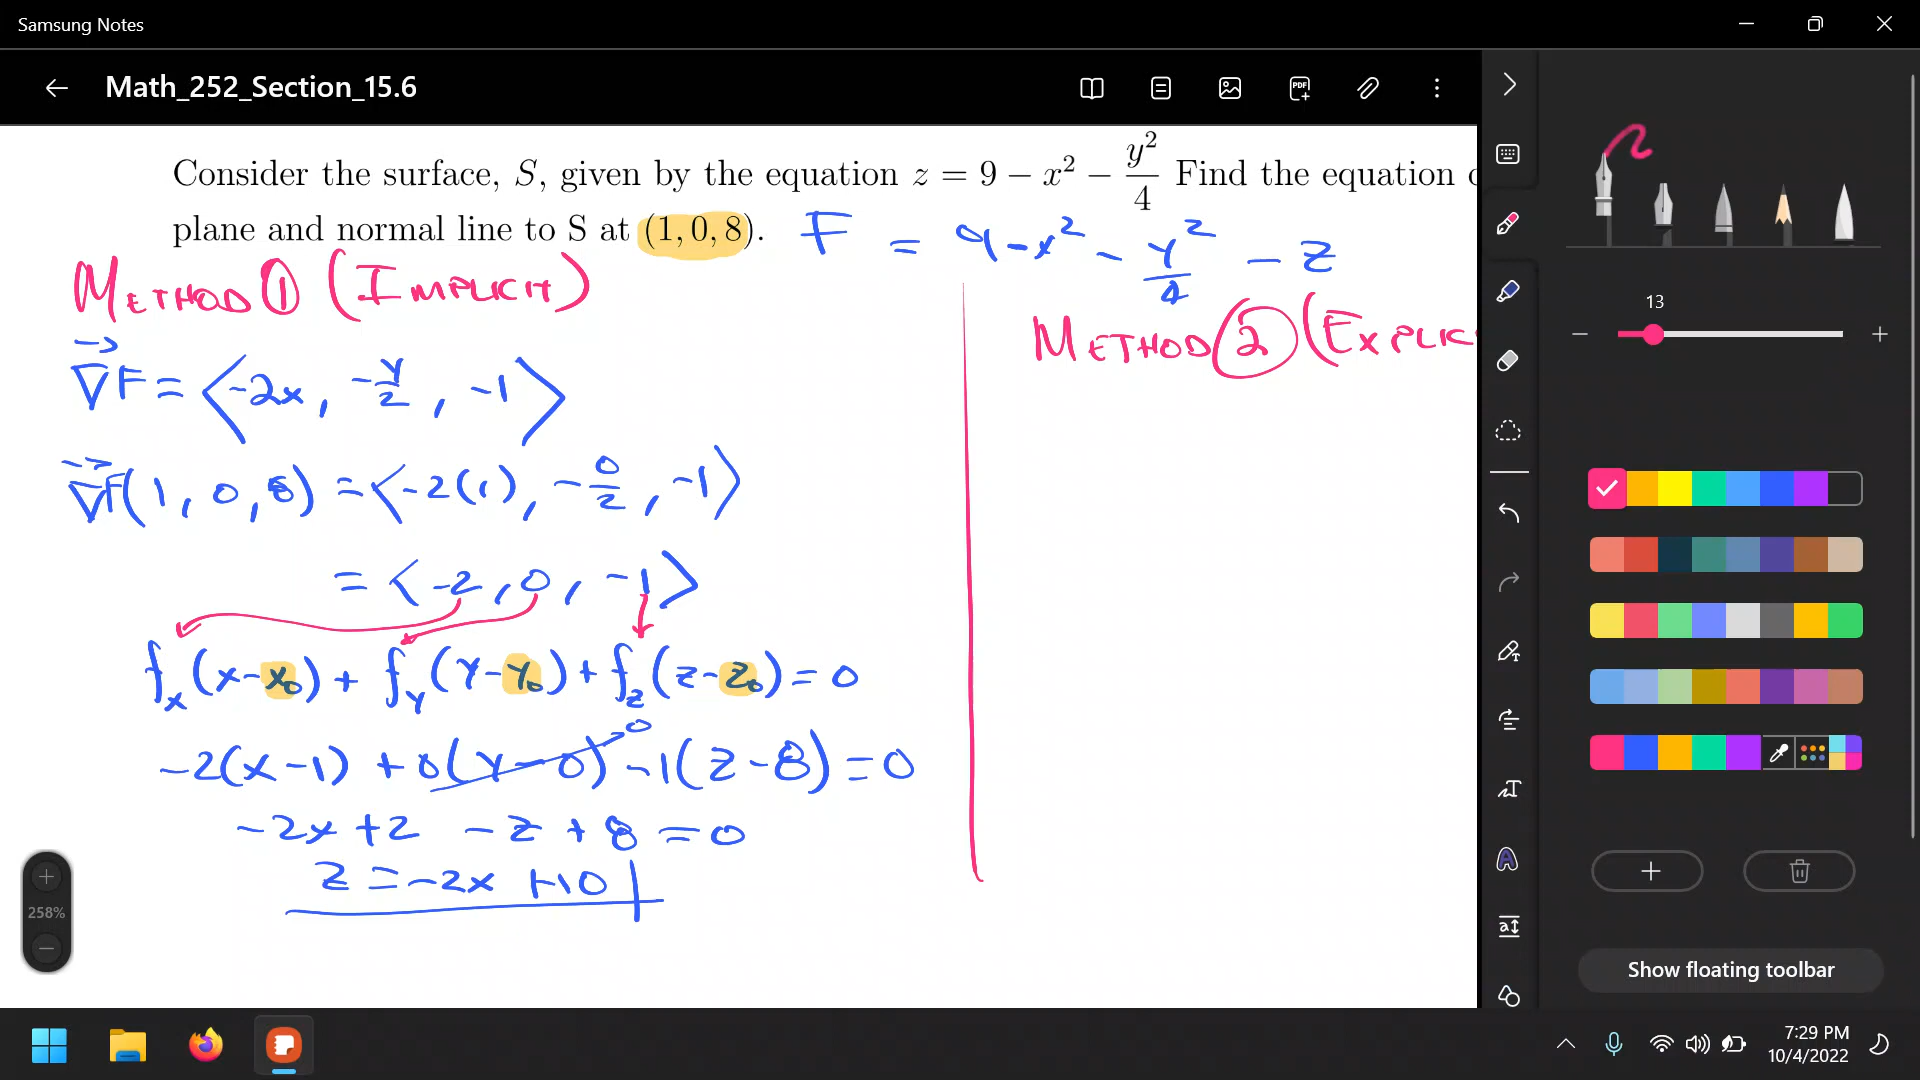 Samsung Notes
Math_252_Section_15.6
Consider the surface, S, given by the equation z = 9 − x² − y²/4 Find the equation
plane and normal line to S at (1, 0, 8). F = 9 - x² - y²/4 - z
METHOD ① (IMPLICIT)
METHOD ② (EXPLIC
∇F = ⟨-2x, -y/2, -1⟩
∇F(1, 0, 8) = ⟨-2(1), -0/2, -1⟩
= ⟨-2, 0, -1⟩
f_x (x-x₀) + f_y (y-y₀) + f_z (z-z₀) = 0
-2(x-1) + 0(y-0) -1(z-8) = 0
0
-2x +2 -z +8 = 0
z = -2x +10
258%
13
Show floating toolbar
7:29 PM
10/4/2022